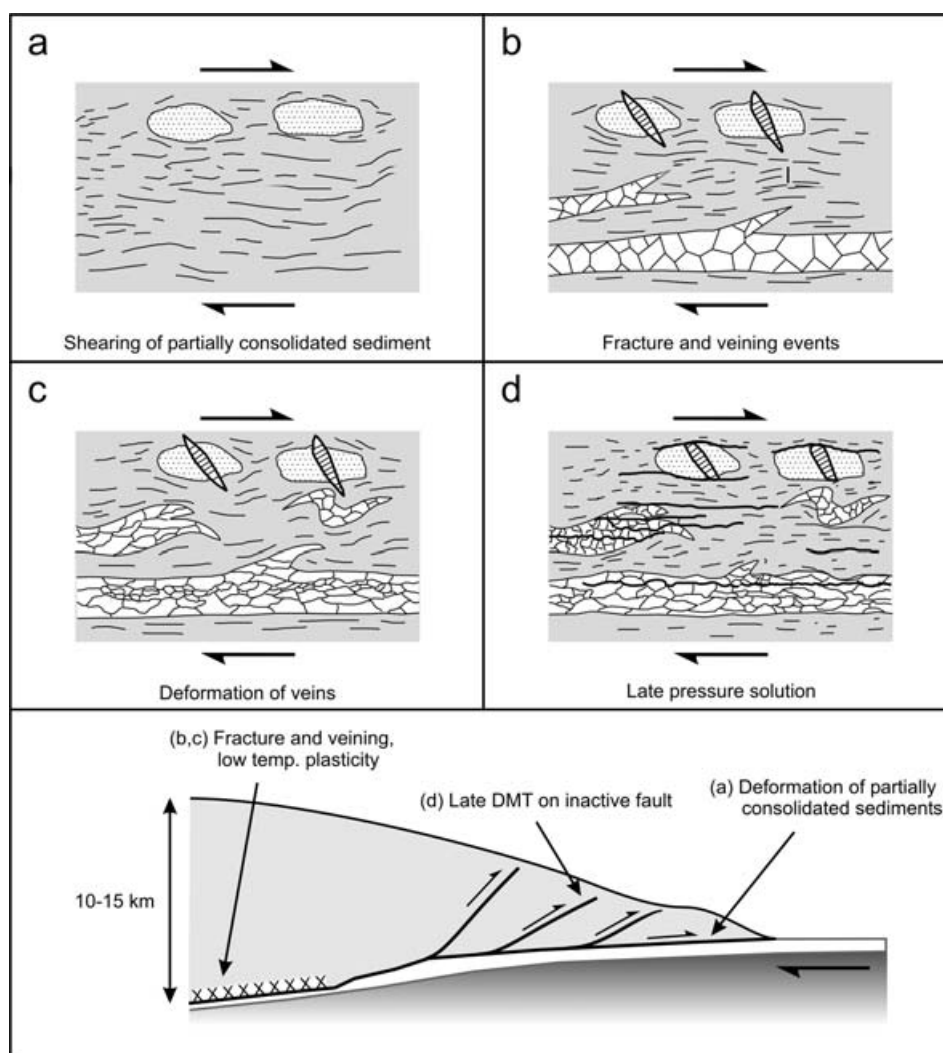 a
Shearing of partially consolidated sediment
b
Fracture and veining events
c
Deformation of veins
d
Late pressure solution
(b,c) Fracture and veining,
low temp. plasticity
(d) Late DMT on inactive fault
(a) Deformation of partially
consolidated sediments
10-15 km